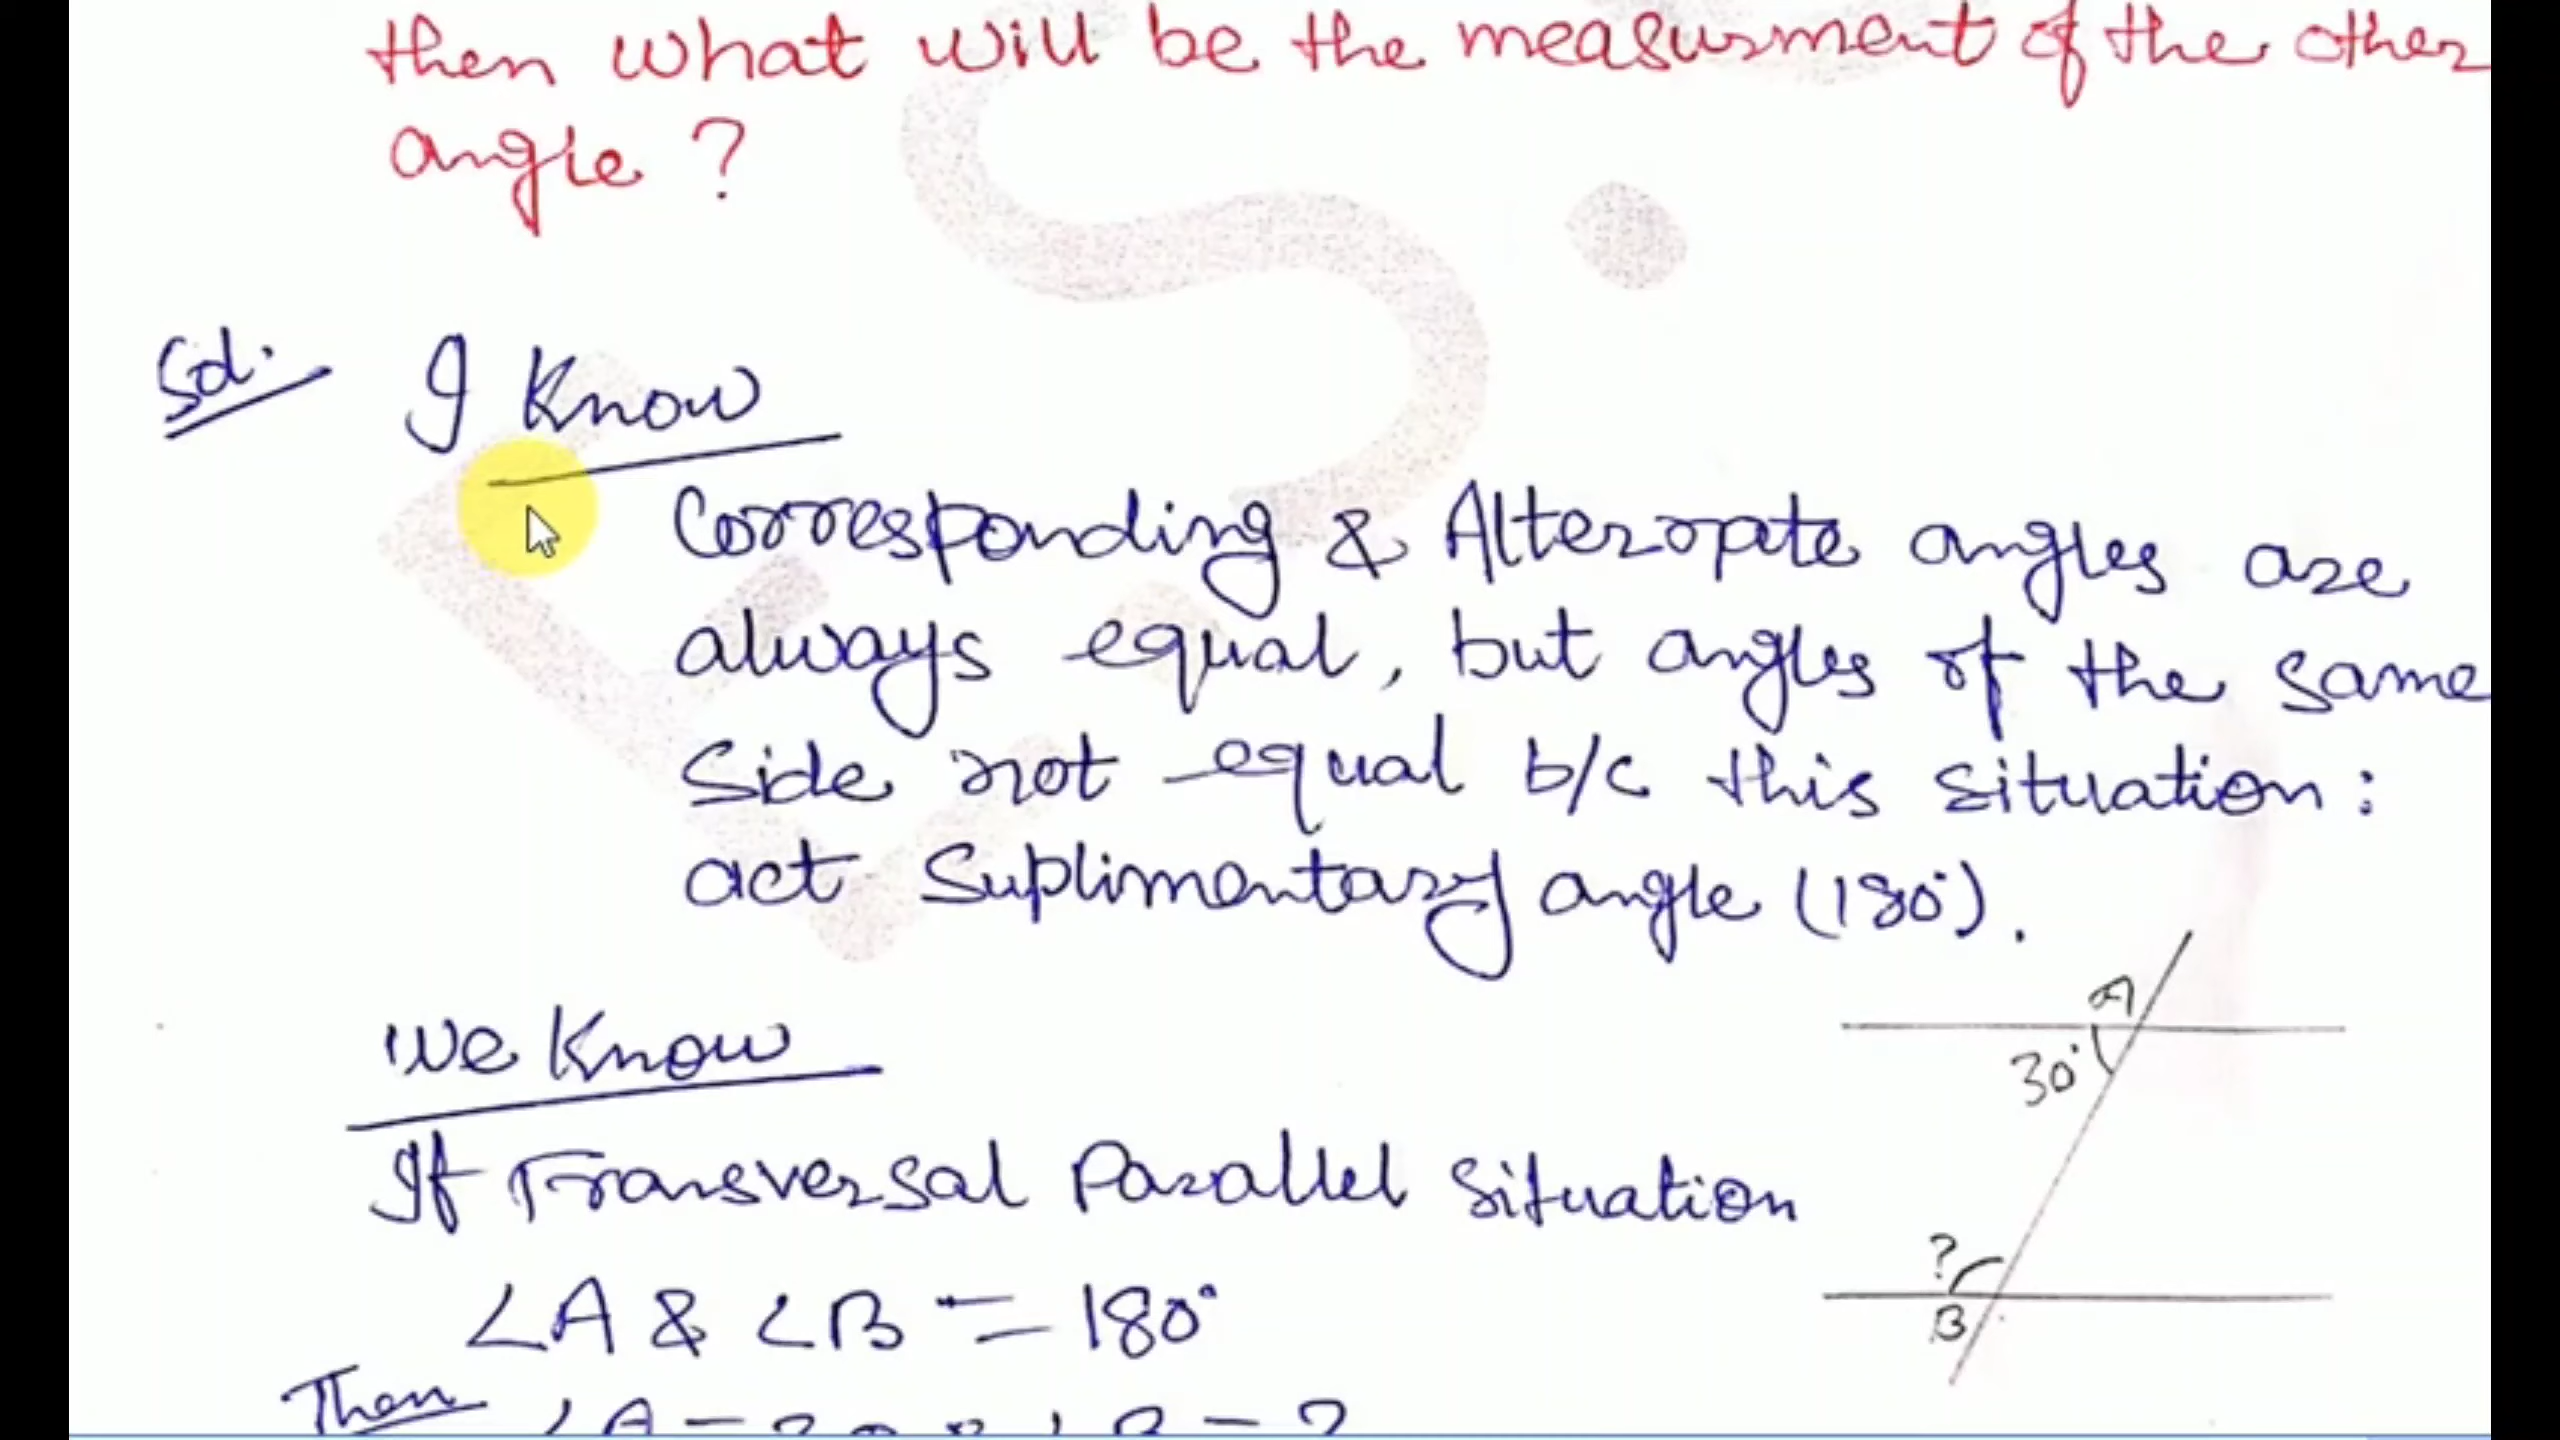 then what will be the measurment of the other
angle ?
Sol. I Know
Corresponding & Alternate angles are
always equal, but angles of the same
Side not equal b/c this situation :
act Suplimentary angle (180°).
We Know
If Transversal Parallel Situation
∠A & ∠B = 180°
Then ∠A = 30 & ∠B = ?
A
30°
?
B